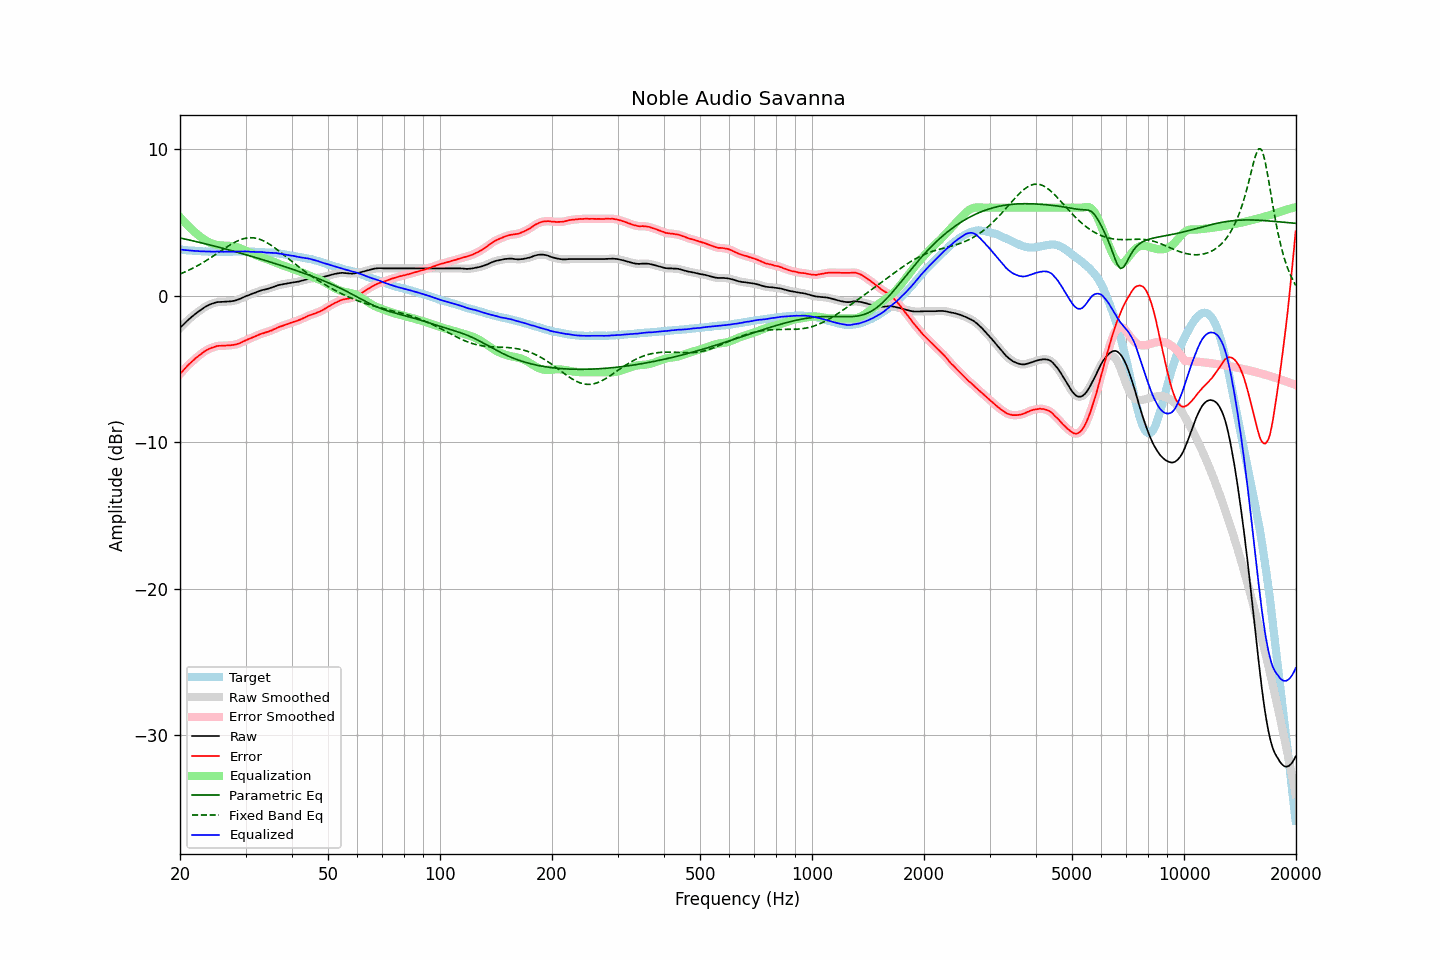 Noble Audio Savanna
Amplitude (dBr)
10
0
−10
−20
−30
Target
Raw Smoothed
Error Smoothed
Raw
Error
Equalization
Parametric Eq
Fixed Band Eq
Equalized
20 50 100 200 500 1000 2000 5000 10000 20000
Frequency (Hz)